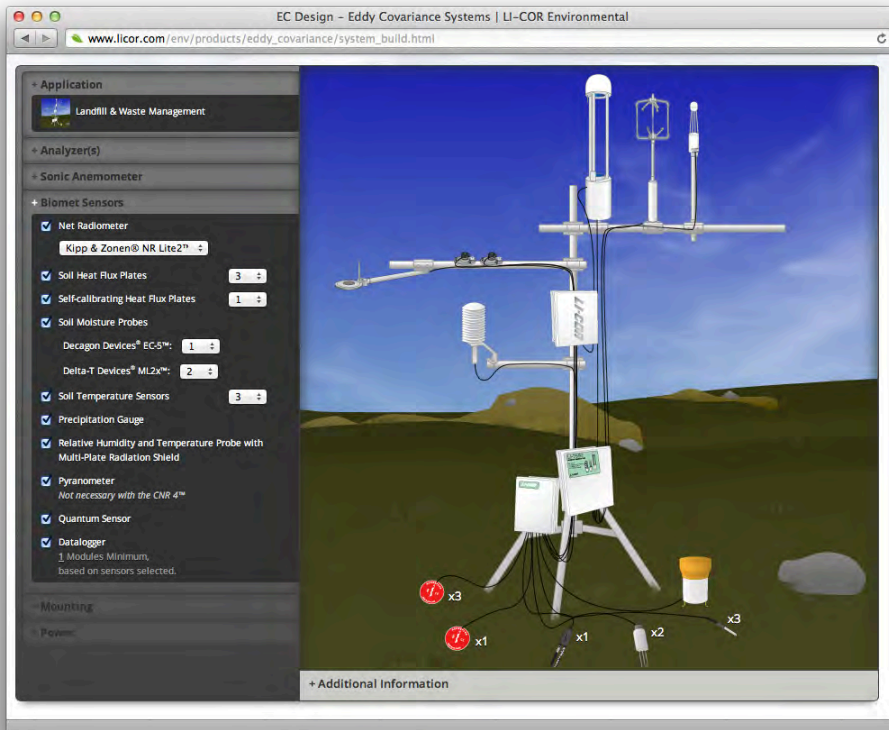 EC Design – Eddy Covariance Systems | LI-COR Environmental
www.licor.com/env/products/eddy_covariance/system_build.html
+ Application
Landfill & Waste Management
+ Analyzer(s)
+ Sonic Anemometer
+ Biomet Sensors
Net Radiometer
Kipp & Zonen® NR Lite2™
Soil Heat Flux Plates 3
Self-calibrating Heat Flux Plates 1
Soil Moisture Probes
Decagon Devices® EC-5™: 1
Delta-T Devices® ML2x™: 2
Soil Temperature Sensors 3
Precipitation Gauge
Relative Humidity and Temperature Probe with
Multi-Plate Radiation Shield
Pyranometer
Not necessary with the CNR 4™
Quantum Sensor
Datalogger
1 Modules Minimum,
based on sensors selected.
+ Mounting
+ Power
LI-COR
x3
x1
x1
x2
x3
+ Additional Information